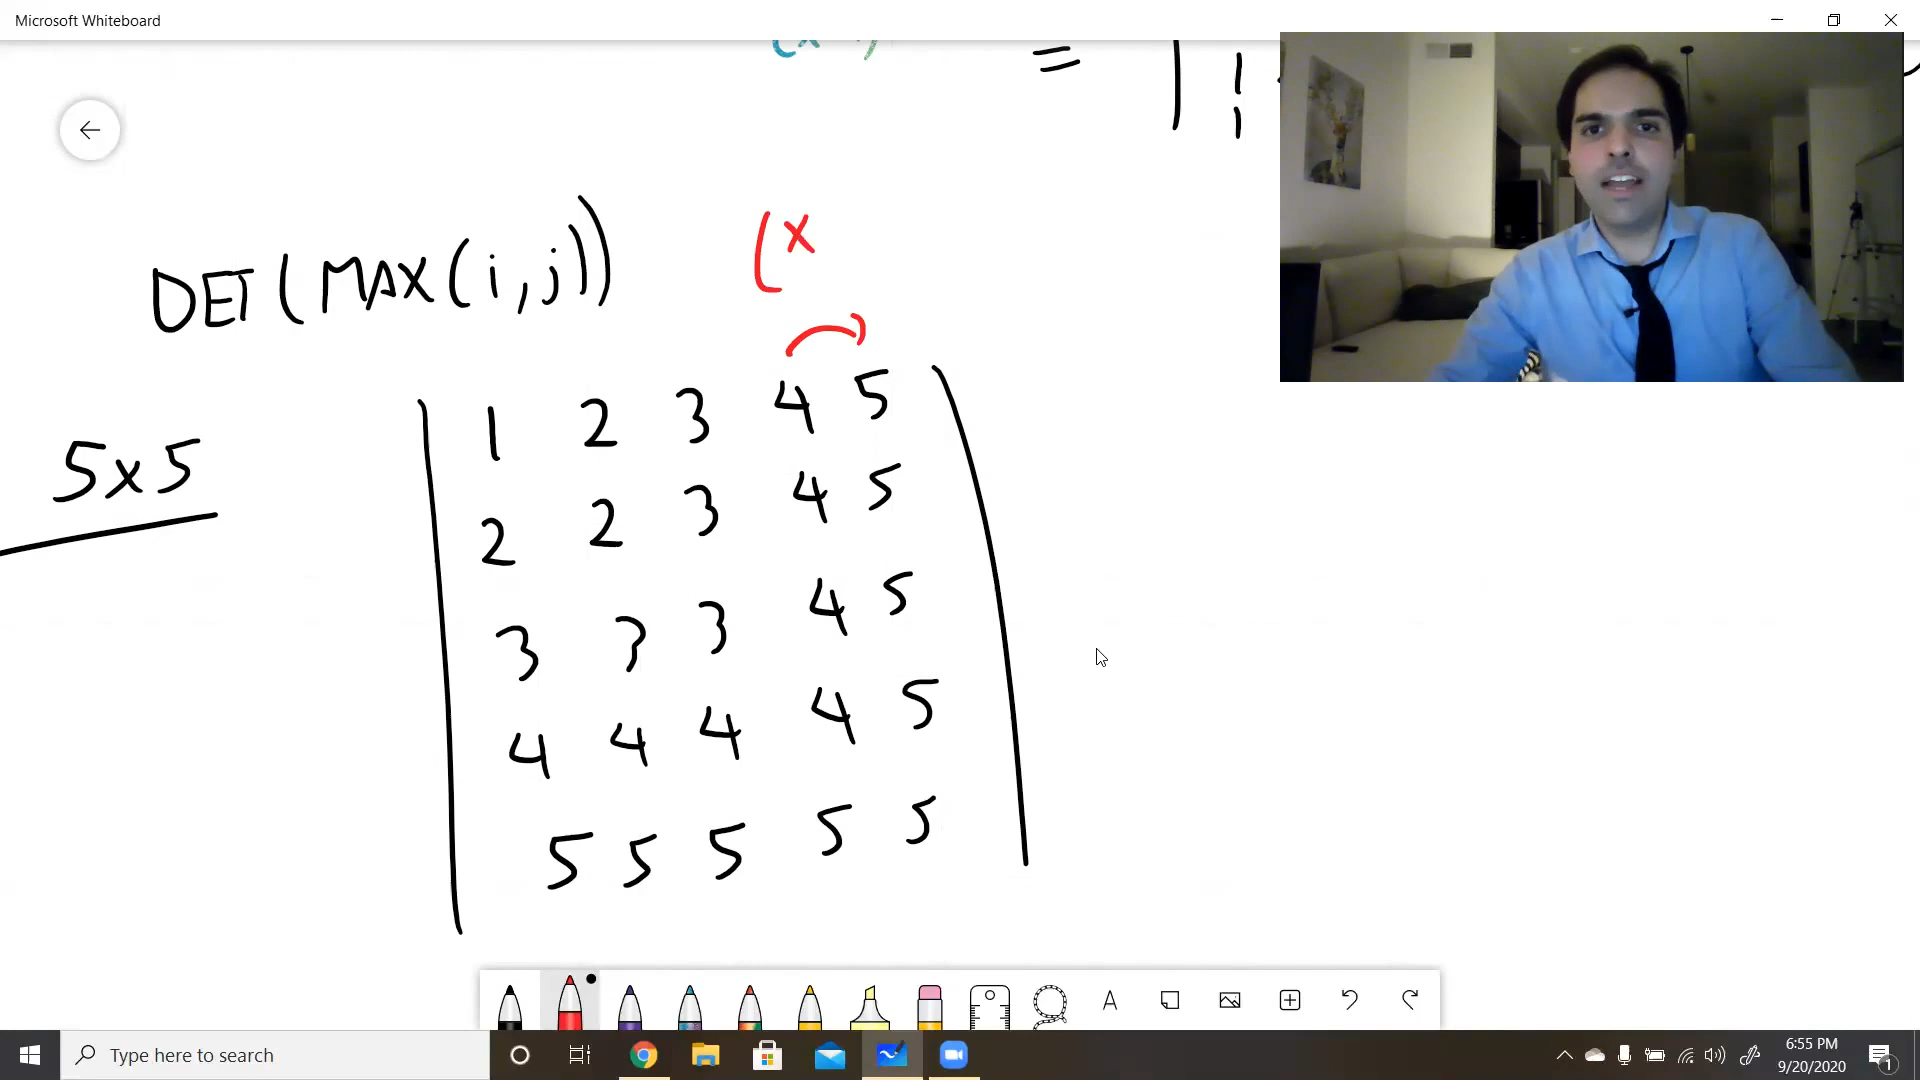 Microsoft Whiteboard
=
DET(MAX(i,j))
(x
5x5
1 2 3 4 5
2 2 3 4 5
3 3 3 4 5
4 4 4 4 5
5 5 5 5 5
A
Type here to search
6:55 PM
9/20/2020
1